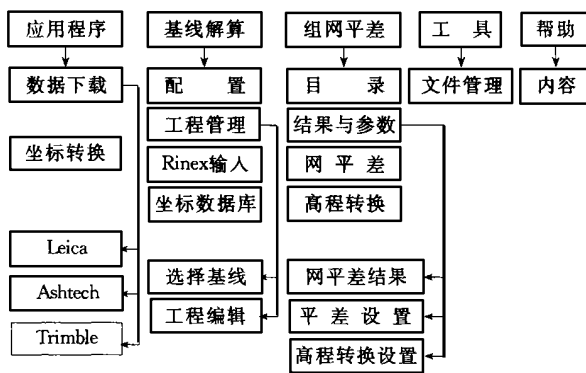 应用程序 基线解算 组网平差 工 具 帮助
数据下载 配 置 目 录 文件管理 内容
工程管理 结果与参数
坐标转换 Rinex输入 网 平 差
坐标数据库 高程转换
Leica 选择基线 网平差结果
Ashtech 工程编辑 平 差 设 置
Trimble 高程转换设置